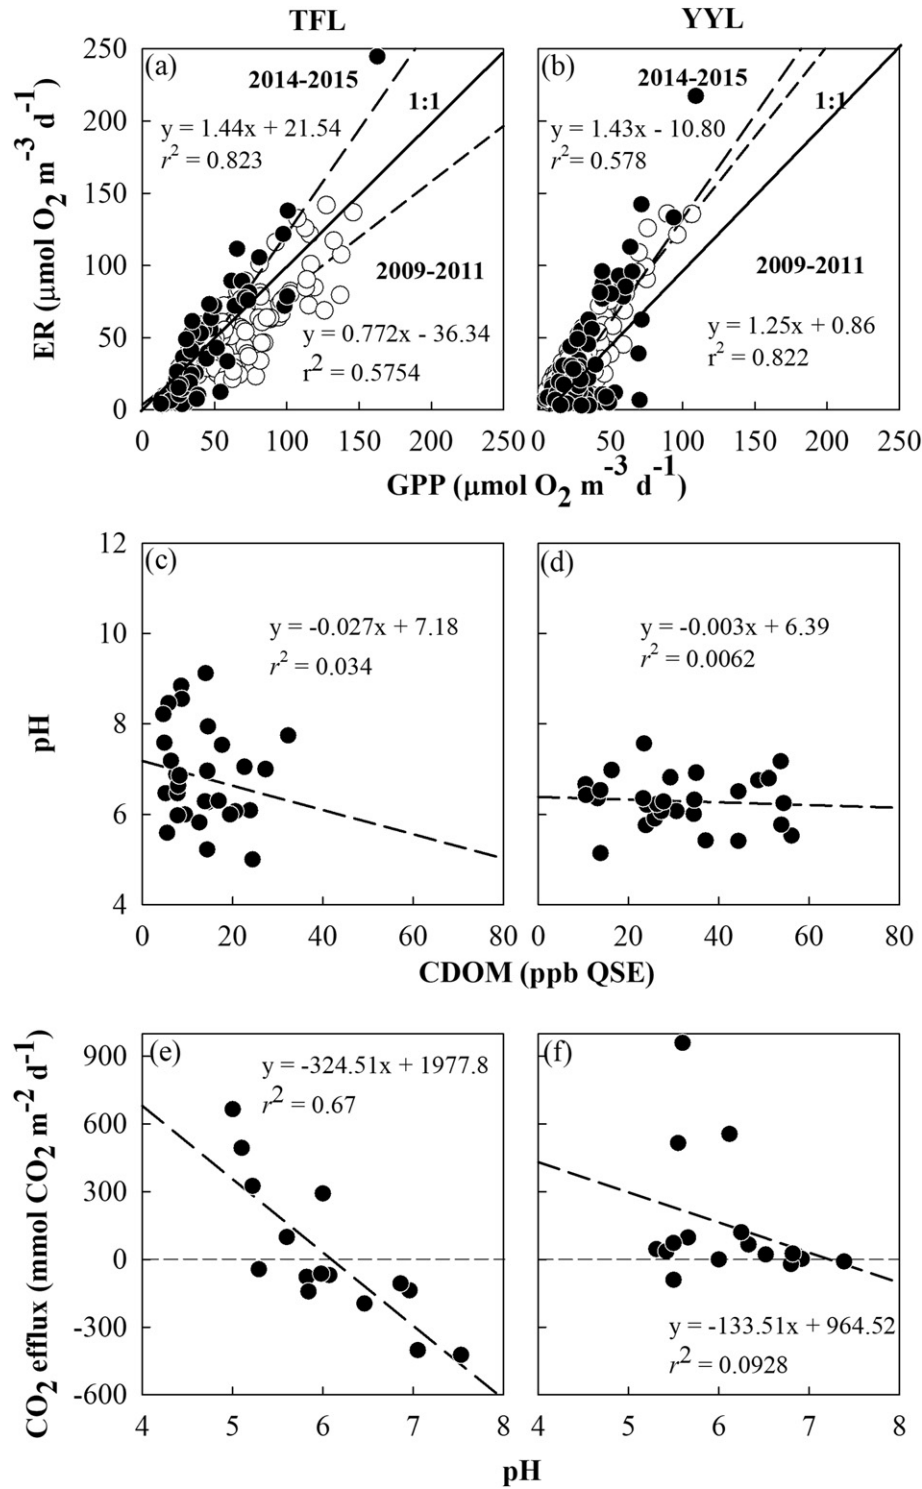 TFL
YYL
ER (μmol O2 m-3 d-1)
250
200
150
100
50
0
(a)
2014-2015
1:1
y = 1.44x + 21.54
r2 = 0.823
2009-2011
y = 0.772x - 36.34
r2 = 0.5754
0 50 100 150 200 250
(b)
2014-2015
1:1
y = 1.43x - 10.80
r2 = 0.578
2009-2011
y = 1.25x + 0.86
r2 = 0.822
0 50 100 150 200 250
GPP (μmol O2 m-3 d-1)
pH
12
10
8
6
4
(c)
y = -0.027x + 7.18
r2 = 0.034
0 20 40 60 80
(d)
y = -0.003x + 6.39
r2 = 0.0062
0 20 40 60 80
CDOM (ppb QSE)
CO2 efflux (mmol CO2 m-2 d-1)
900
600
300
0
-300
-600
(e)
y = -324.51x + 1977.8
r2 = 0.67
4 5 6 7 8
(f)
y = -133.51x + 964.52
r2 = 0.0928
4 5 6 7 8
pH